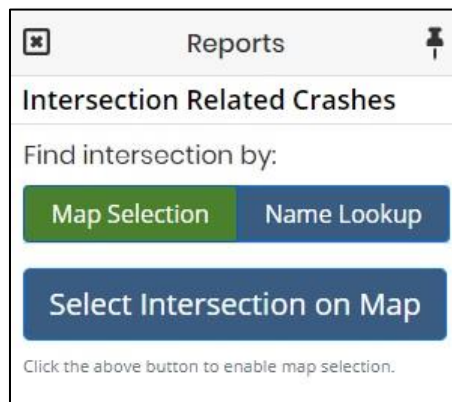 Reports
Intersection Related Crashes
Find intersection by:
Map Selection Name Lookup
Select Intersection on Map
Click the above button to enable map selection.